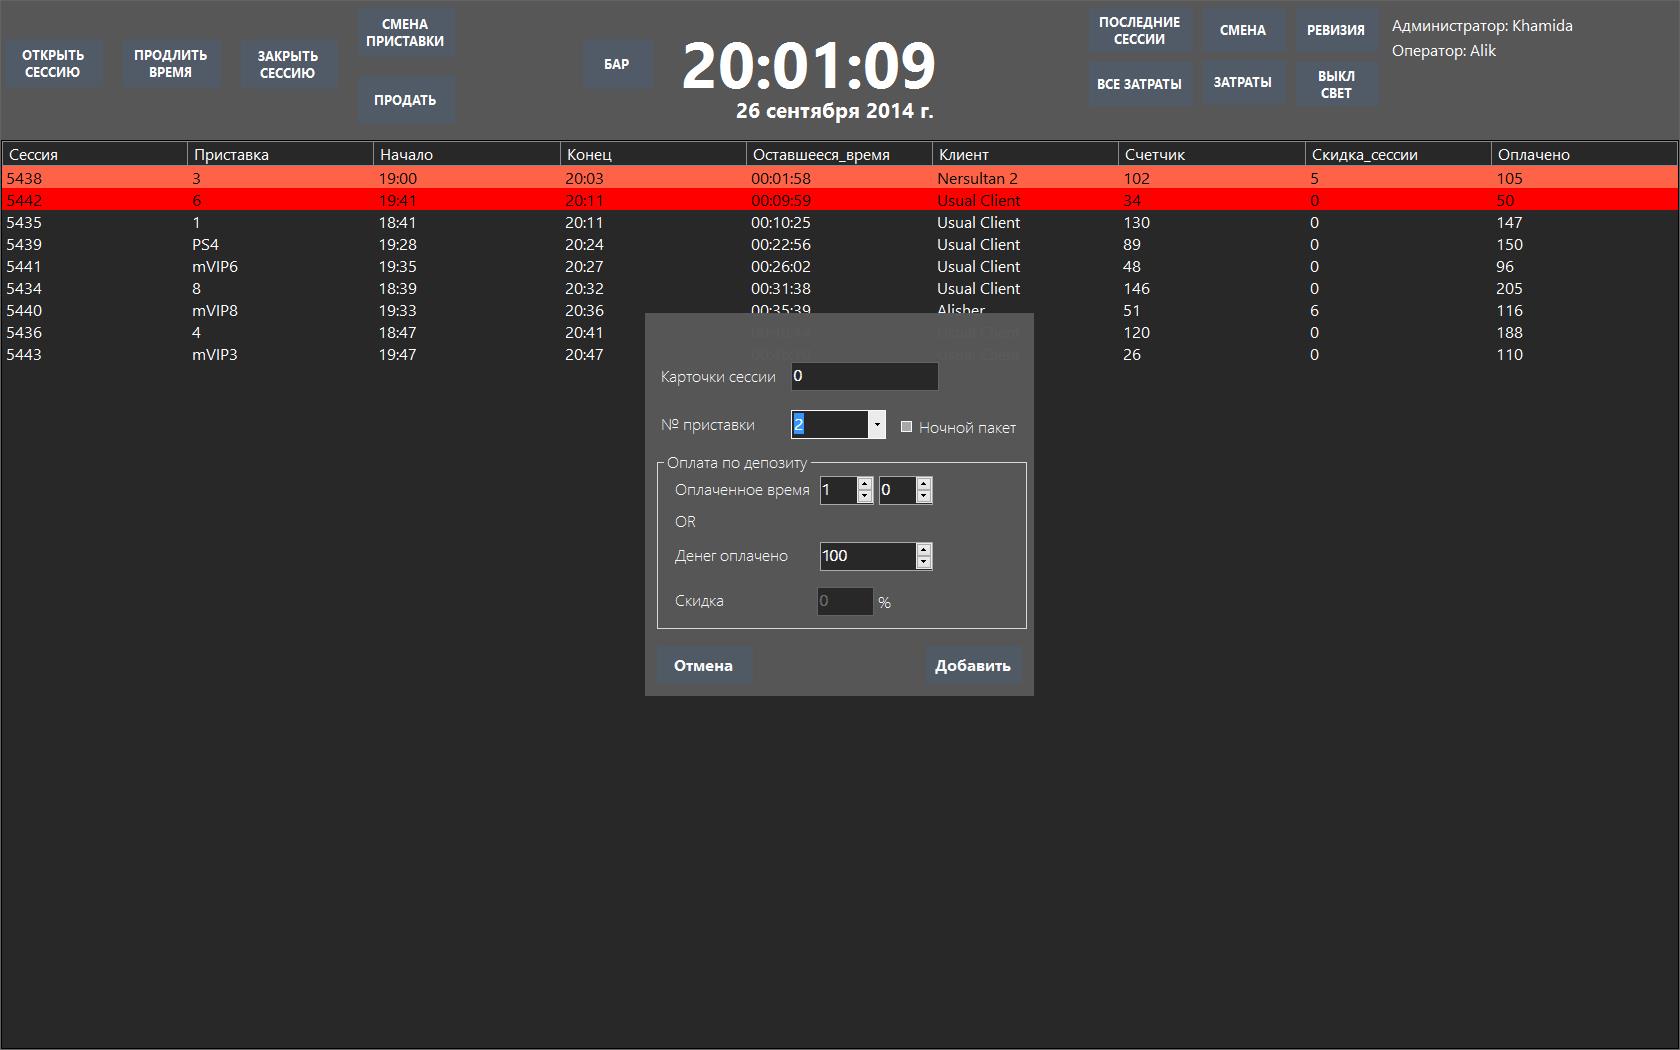 ОТКРЫТЬ СЕССИЮ
ПРОДЛИТЬ ВРЕМЯ
ЗАКРЫТЬ СЕССИЮ
СМЕНА ПРИСТАВКИ
ПРОДАТЬ
БАР
20:01:09
26 сентября 2014 г.
ПОСЛЕДНИЕ СЕССИИ
СМЕНА
РЕВИЗИЯ
ВСЕ ЗАТРАТЫ
ЗАТРАТЫ
ВЫКЛ СВЕТ
Администратор: Khamida
Оператор: Alik
Сессия Приставка Начало Конец Оставшееся_время Клиент Счетчик Скидка_сессии Оплачено
5438 3 19:00 20:03 00:01:58 Nersultan 2 102 5 105
5442 6 19:41 20:11 00:09:59 Usual Client 34 0 50
5435 1 18:41 20:11 00:10:25 Usual Client 130 0 147
5439 PS4 19:28 20:24 00:22:56 Usual Client 89 0 150
5441 mVIP6 19:35 20:27 00:26:02 Usual Client 48 0 96
5434 8 18:39 20:32 00:31:38 Usual Client 146 0 205
5440 mVIP8 19:33 20:36 00:35:39 Alisher 51 6 116
5436 4 18:47 20:41 120 0 188
5443 mVIP3 19:47 20:47 26 0 110
Карточки сессии 0
№ приставки 2 Ночной пакет
Оплата по депозиту
Оплаченное время 1 0
OR
Денег оплачено 100
Скидка 0 %
Отмена Добавить